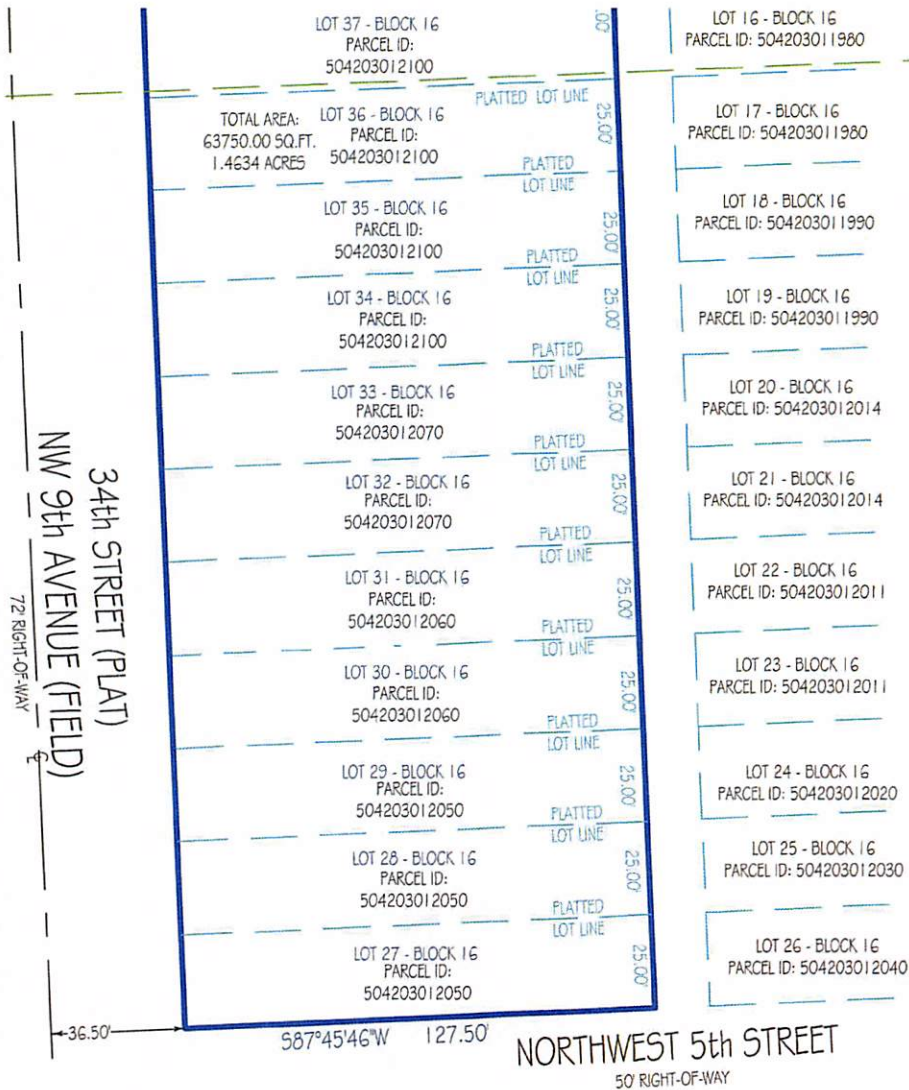 LOT 37 - BLOCK 16
PARCEL ID:
504203012100
.00'
LOT 16 - BLOCK 16
PARCEL ID: 504203011980
PLATTED LOT LINE
TOTAL AREA:
63750.00 SQ.FT.
1.4634 ACRES
LOT 36 - BLOCK 16
PARCEL ID:
504203012100
25.00'
LOT 17 - BLOCK 16
PARCEL ID: 504203011980
PLATTED
LOT LINE
LOT 35 - BLOCK 16
PARCEL ID:
504203012100
25.00'
LOT 18 - BLOCK 16
PARCEL ID: 504203011990
PLATTED
LOT LINE
LOT 34 - BLOCK 16
PARCEL ID:
504203012100
25.00'
LOT 19 - BLOCK 16
PARCEL ID: 504203011990
PLATTED
LOT LINE
LOT 33 - BLOCK 16
PARCEL ID:
504203012070
25.00'
LOT 20 - BLOCK 16
PARCEL ID: 504203012014
PLATTED
LOT LINE
LOT 32 - BLOCK 16
PARCEL ID:
504203012070
25.00'
LOT 21 - BLOCK 16
PARCEL ID: 504203012014
PLATTED
LOT LINE
LOT 31 - BLOCK 16
PARCEL ID:
504203012060
25.00'
LOT 22 - BLOCK 16
PARCEL ID: 504203012011
PLATTED
LOT LINE
LOT 30 - BLOCK 16
PARCEL ID:
504203012060
25.00'
LOT 23 - BLOCK 16
PARCEL ID: 504203012011
PLATTED
LOT LINE
LOT 29 - BLOCK 16
PARCEL ID:
504203012050
25.00'
LOT 24 - BLOCK 16
PARCEL ID: 504203012020
PLATTED
LOT LINE
LOT 28 - BLOCK 16
PARCEL ID:
504203012050
25.00'
LOT 25 - BLOCK 16
PARCEL ID: 504203012030
PLATTED
LOT LINE
LOT 27 - BLOCK 16
PARCEL ID:
504203012050
25.00'
LOT 26 - BLOCK 16
PARCEL ID: 504203012040
34th STREET (PLAT)
NW 9th AVENUE (FIELD)
72' RIGHT-OF-WAY
℄
36.50'
S87°45'46"W 127.50'
NORTHWEST 5th STREET
50' RIGHT-OF-WAY